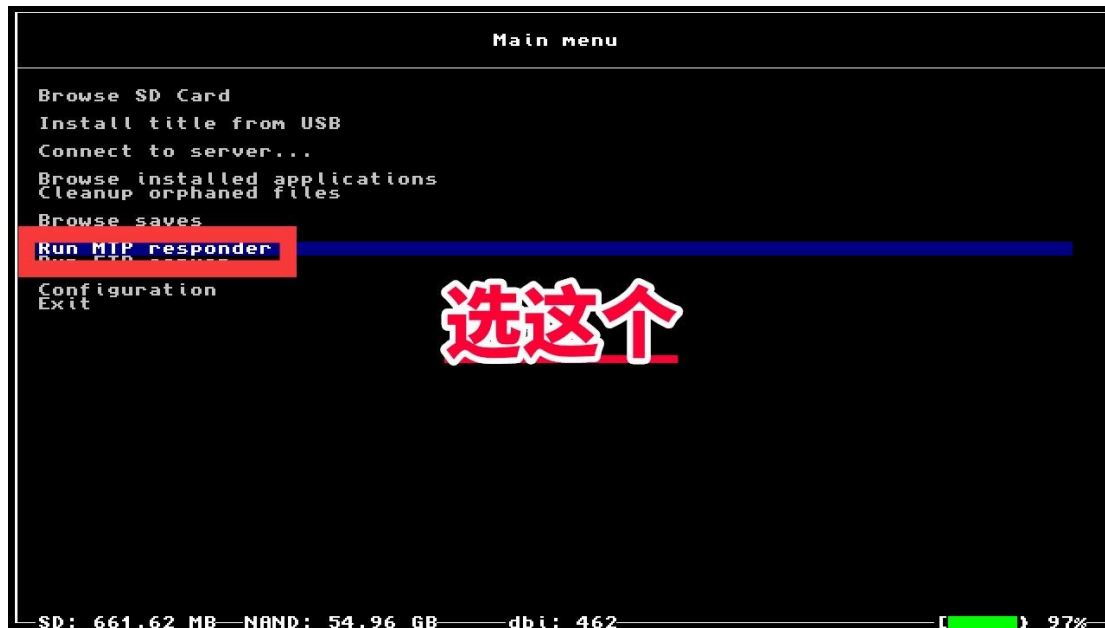 Main menu
Browse SD Card
Install title from USB
Connect to server...
Browse installed applications
Cleanup orphaned files
Browse saves
Run MTP responder
Configuration
Exit
选这个
SD: 661.62 MB NAND: 54.96 GB dbi: 462 [ } 97%